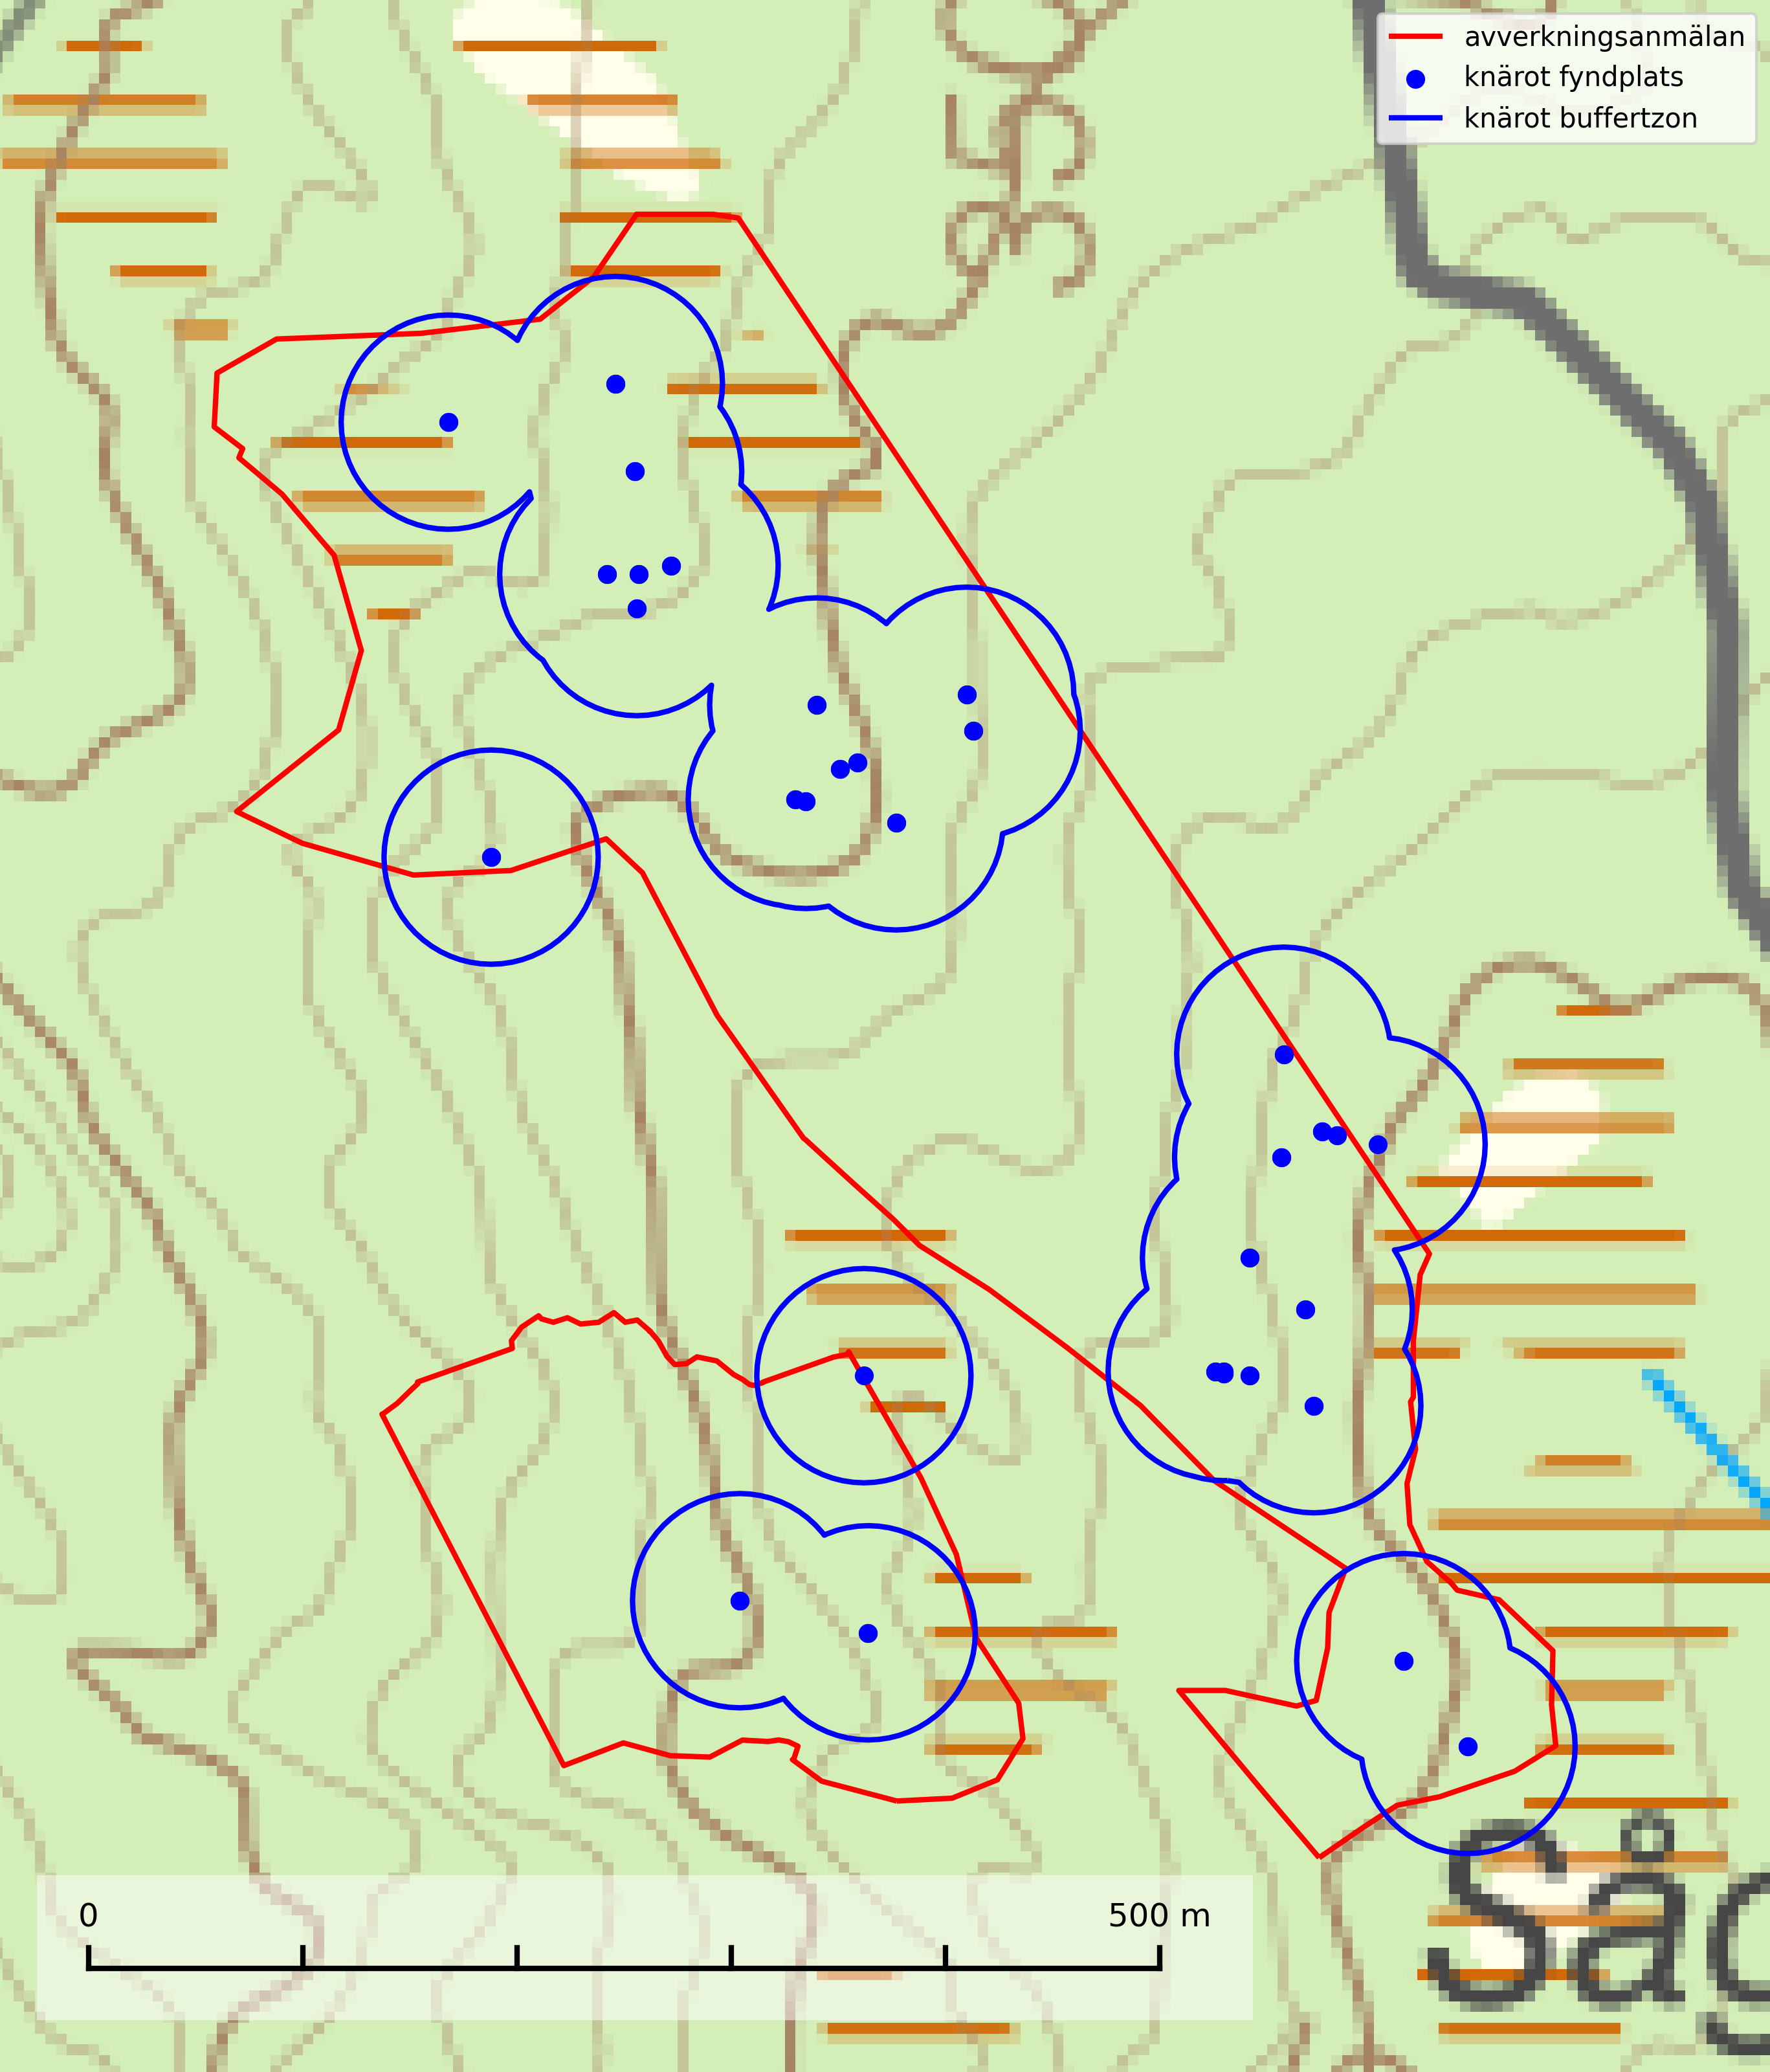 avverkningsanmälan
knärot fyndplats
knärot buffertzon
0 500 m